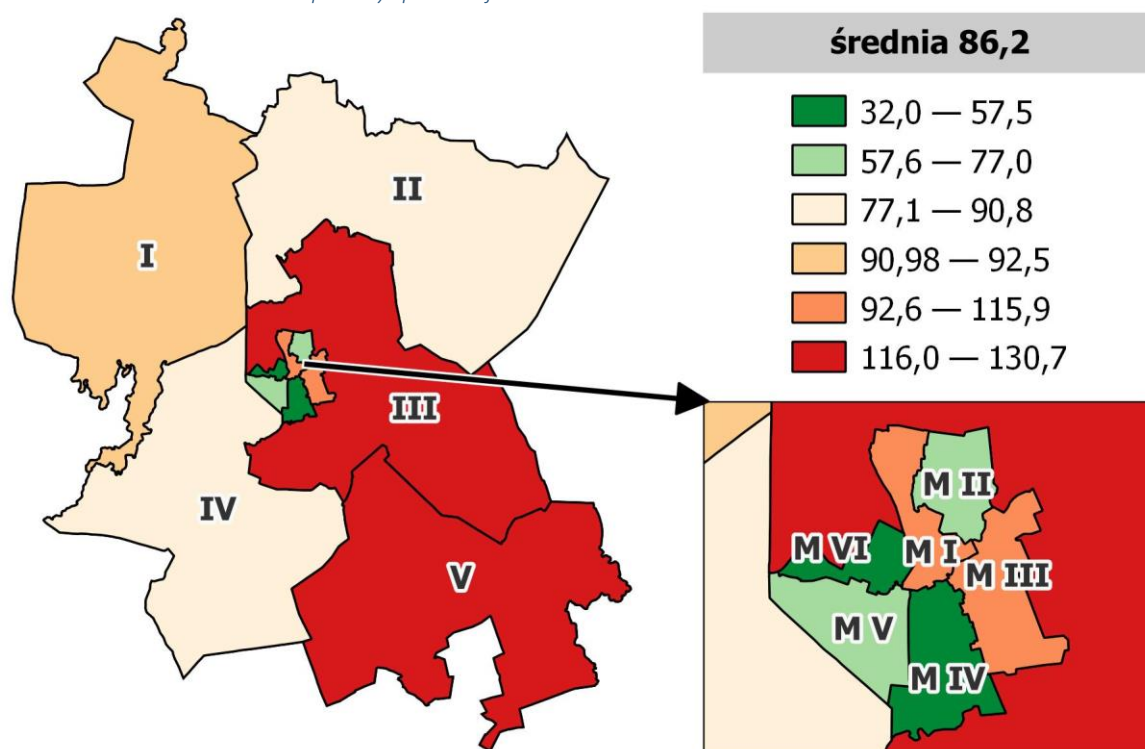 średnia 86,2
32,0 — 57,5
57,6 — 77,0
77,1 — 90,8
90,98 — 92,5
92,6 — 115,9
116,0 — 130,7
I
II
III
IV
V
M II
M VI
M I
M III
M V
M IV